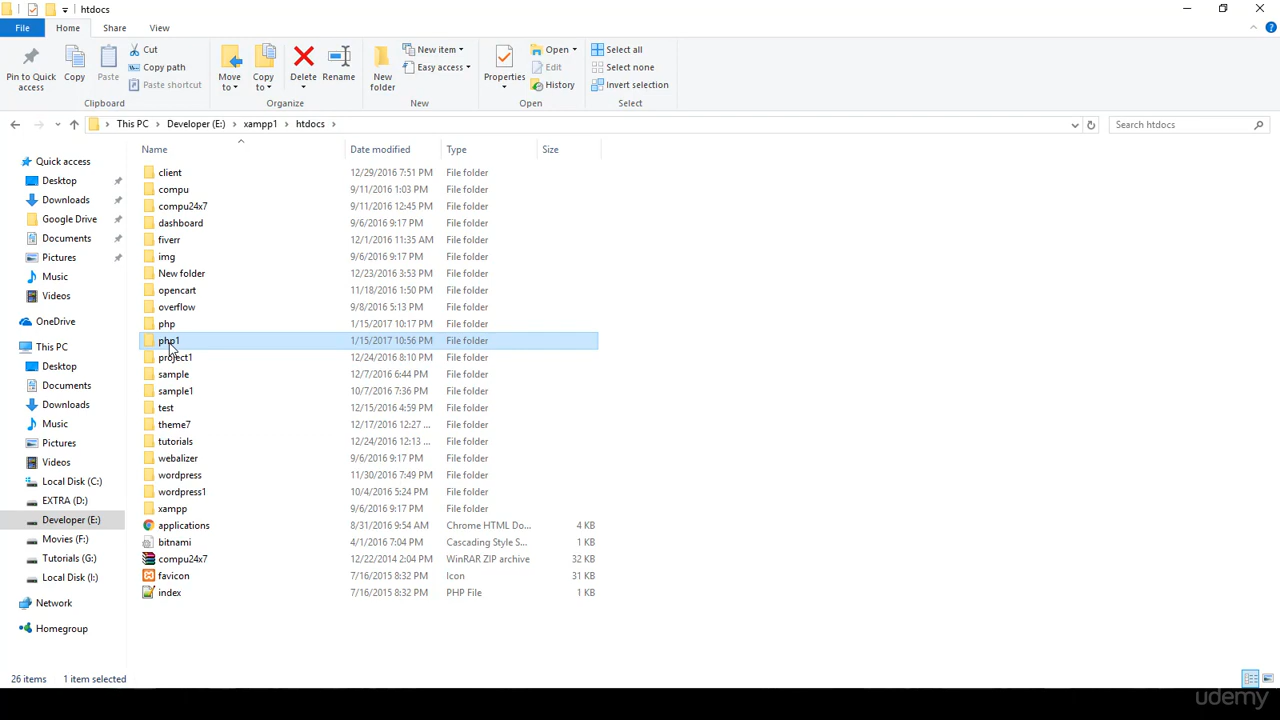 htdocs
File Home Share View
Pin to Quick access
Copy
Paste
Cut
Copy path
Paste shortcut
Clipboard
Move to
Copy to
Delete
Rename
Organize
New folder
New item
Easy access
New
Properties
Open
Edit
History
Open
Select all
Select none
Invert selection
Select
This PC Developer (E:) xampp1 htdocs
Search htdocs
Quick access
Desktop
Downloads
Google Drive
Documents
Pictures
Music
Videos
OneDrive
This PC
Desktop
Documents
Downloads
Music
Pictures
Videos
Local Disk (C:)
EXTRA (D:)
Developer (E:)
Movies (F:)
Tutorials (G:)
Local Disk (I:)
Network
Homegroup
Name Date modified Type Size
client 12/29/2016 7:51 PM File folder
compu 9/11/2016 1:03 PM File folder
compu24x7 9/11/2016 12:45 PM File folder
dashboard 9/6/2016 9:17 PM File folder
fiverr 12/1/2016 11:35 AM File folder
img 9/6/2016 9:17 PM File folder
New folder 12/23/2016 3:53 PM File folder
opencart 11/18/2016 1:50 PM File folder
overflow 9/8/2016 5:13 PM File folder
php 1/15/2017 10:17 PM File folder
php1 1/15/2017 10:56 PM File folder
project1 12/24/2016 8:10 PM File folder
sample 12/7/2016 6:44 PM File folder
sample1 10/7/2016 7:36 PM File folder
test 12/15/2016 4:59 PM File folder
theme7 12/17/2016 12:27 ... File folder
tutorials 12/24/2016 12:13 ... File folder
webalizer 9/6/2016 9:17 PM File folder
wordpress 11/30/2016 7:49 PM File folder
wordpress1 10/4/2016 5:24 PM File folder
xampp 9/6/2016 9:17 PM File folder
applications 8/31/2016 9:54 AM Chrome HTML Do... 4 KB
bitnami 4/1/2016 7:04 PM Cascading Style S... 1 KB
compu24x7 12/22/2014 2:04 PM WinRAR ZIP archive 32 KB
favicon 7/16/2015 8:32 PM Icon 31 KB
index 7/16/2015 8:32 PM PHP File 1 KB
26 items 1 item selected
udemy